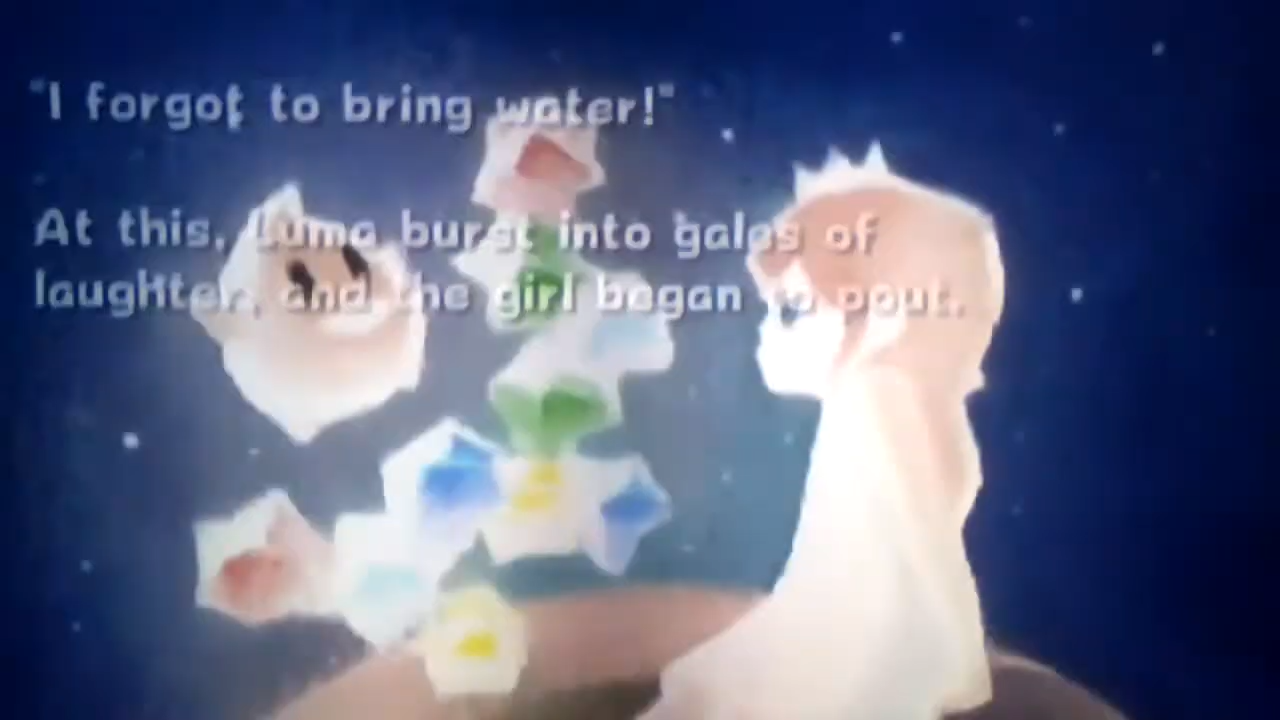 "I forgot to bring water!"
At this, Luma burst into gales of
laughter, and the girl began to pout.